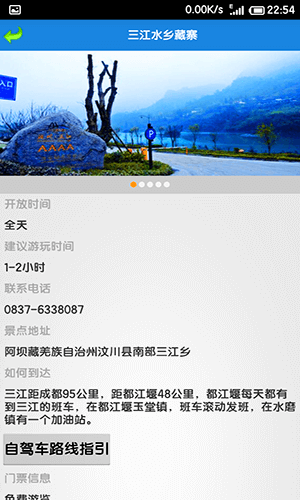 0.00K/s E 22:54
三江水乡藏寨
入口
P
AAAA
开放时间
全天
建议游玩时间
1-2小时
联系电话
0837-6338087
景点地址
阿坝藏羌族自治州汶川县南部三江乡
如何到达
三江距成都95公里，距都江堰48公里，都江堰每天都有
到三江的班车，在都江堰玉堂镇，班车滚动发班，在水磨
镇有一个加油站。
自驾车路线指引
门票信息
免费游览